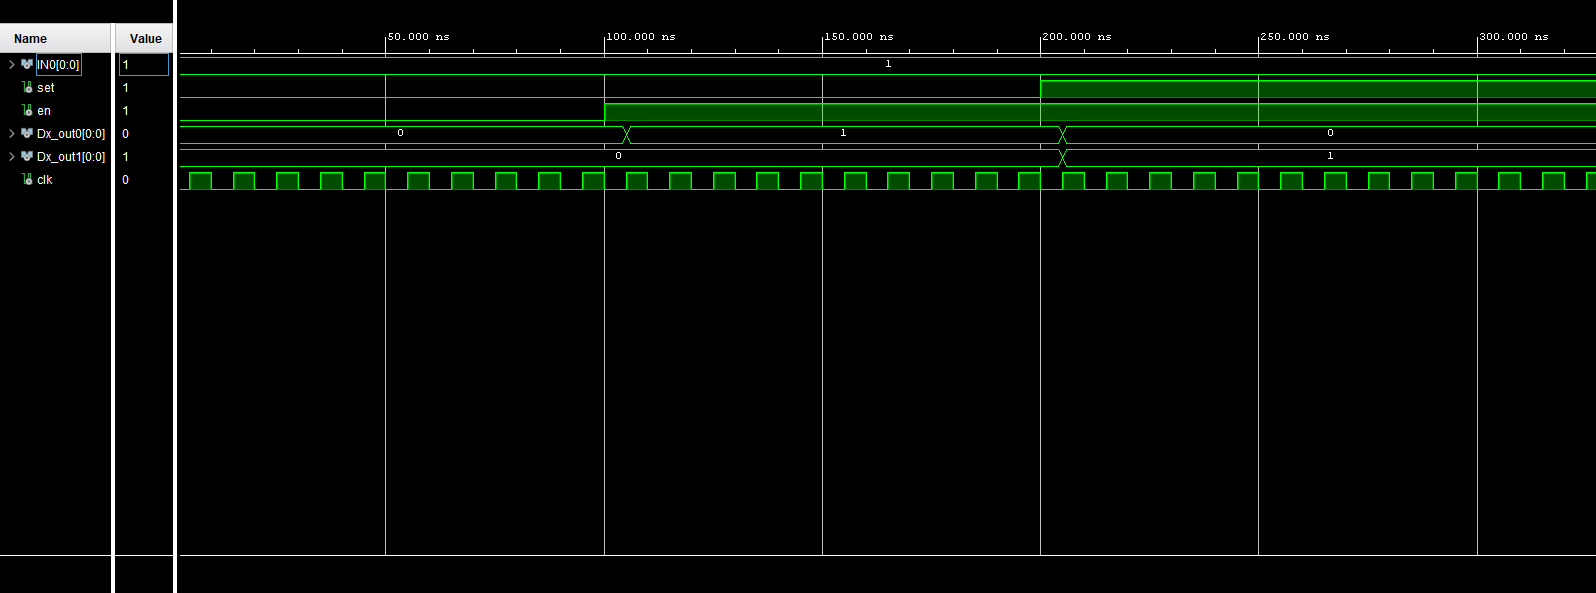 Name Value
50.000 ns 100.000 ns 150.000 ns 200.000 ns 250.000 ns 300.000 ns
IN0[0:0] 1 1
set 1
en 1
Dx_out0[0:0] 0 0 1 0
Dx_out1[0:0] 1 0 1
clk 0